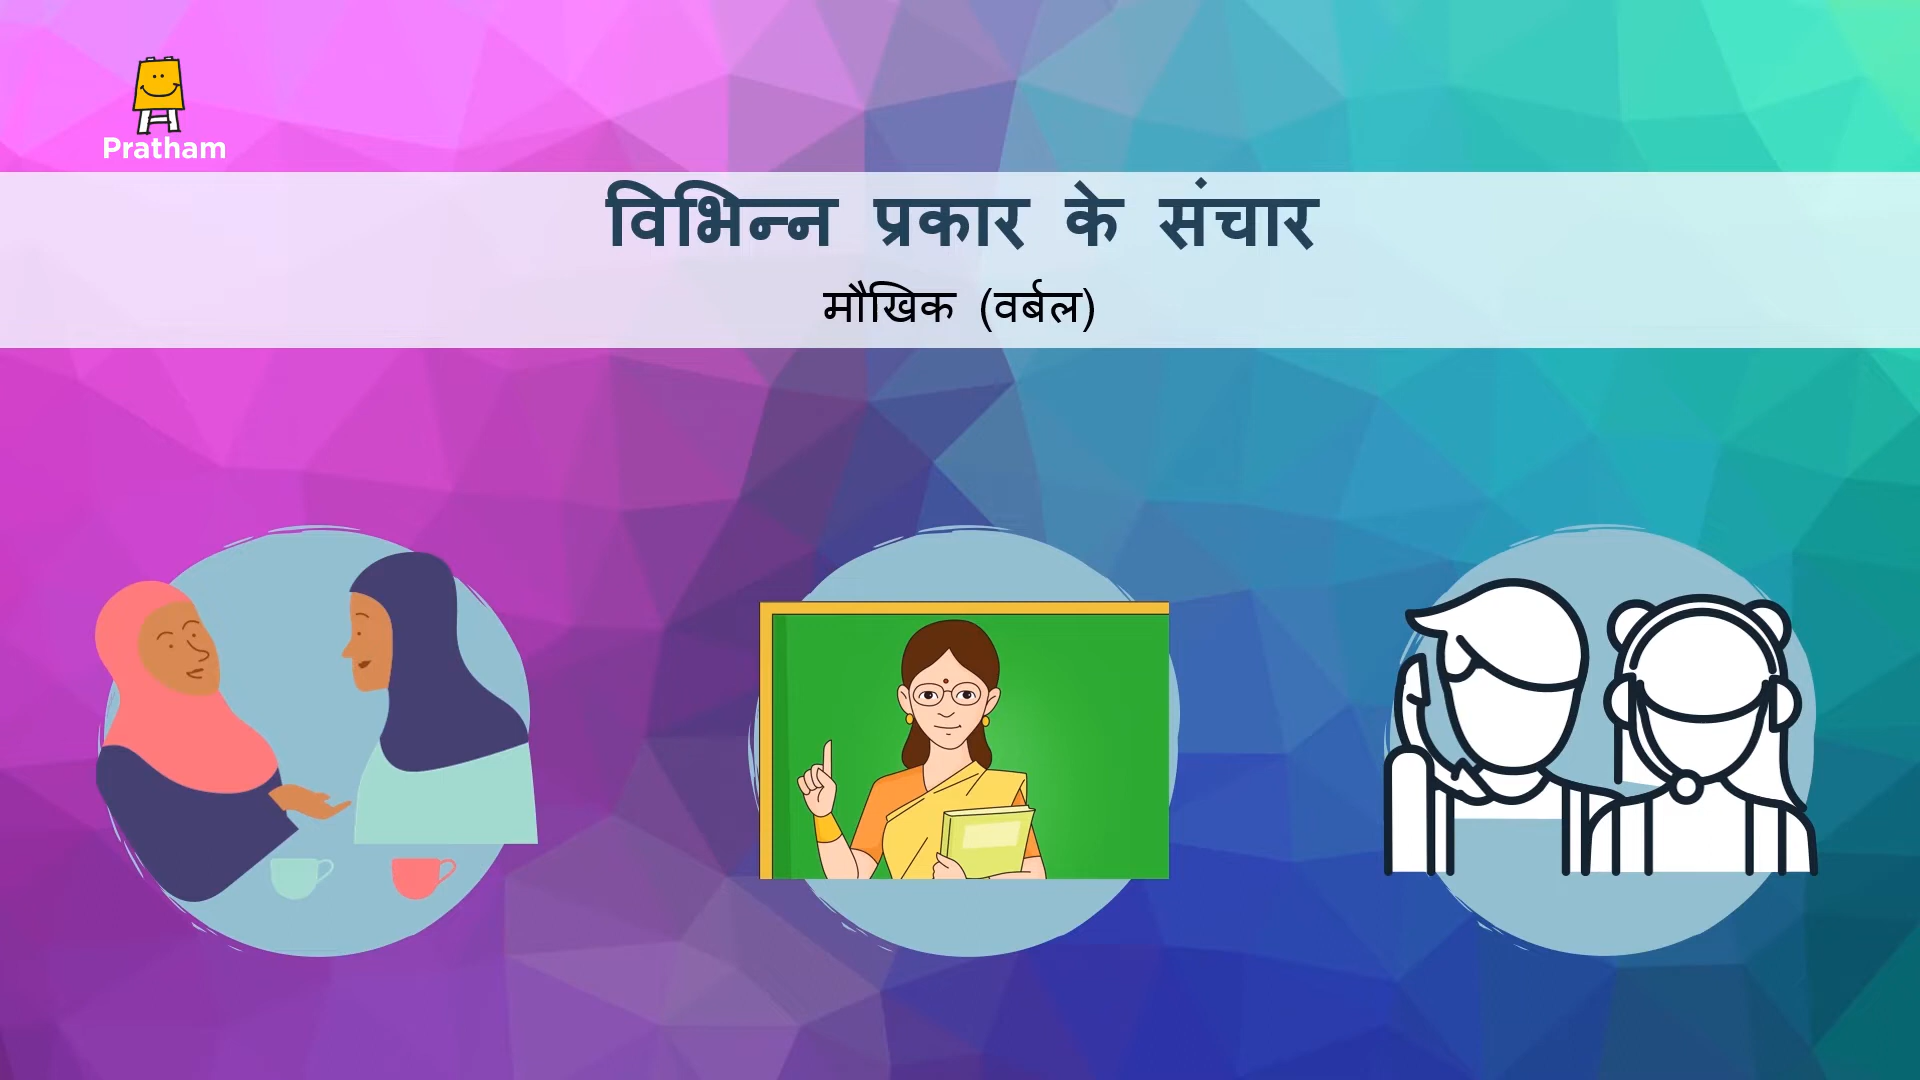 Pratham
विभिन्न प्रकार के संचार
मौखिक (वर्बल)